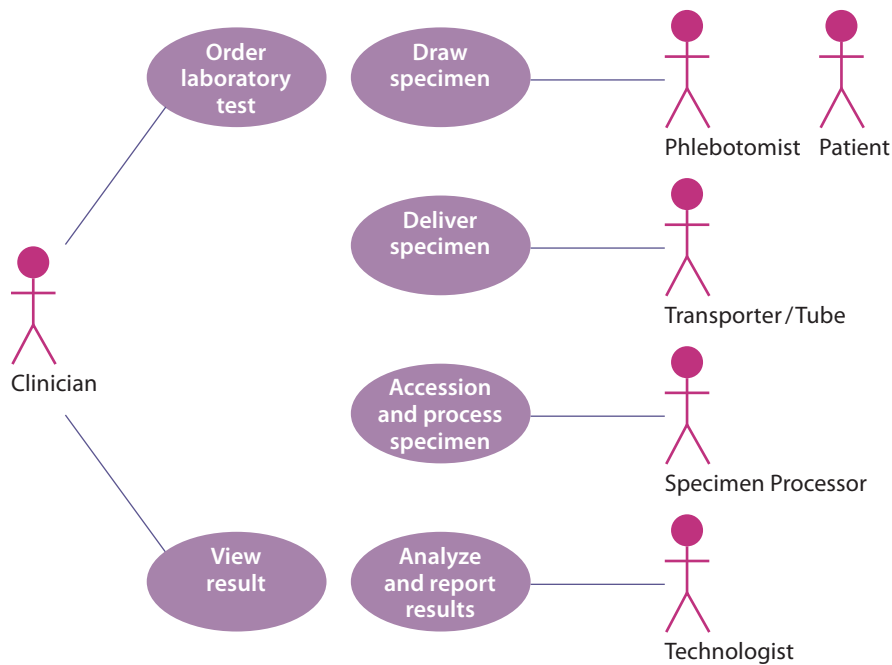 Order
laboratory
test
Draw
specimen
Phlebotomist
Patient
Deliver
specimen
Transporter/Tube
Clinician
Accession
and process
specimen
Specimen Processor
View
result
Analyze
and report
results
Technologist